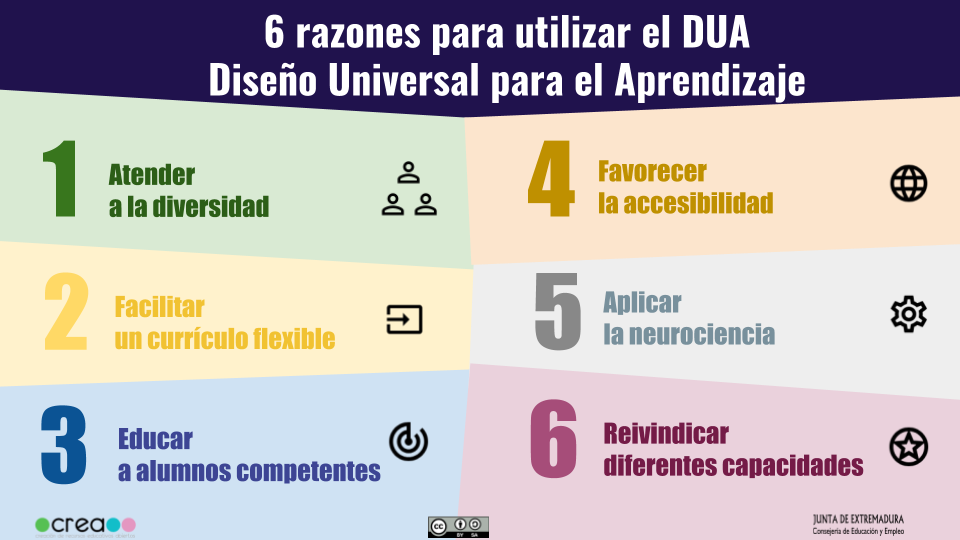 6 razones para utilizar el DUA
Diseño Universal para el Aprendizaje
1
Atender
a la diversidad
2
Facilitar
un currículo flexible
3
Educar
a alumnos competentes
4
Favorecer
la accesibilidad
5
Aplicar
la neurociencia
6
Reivindicar
diferentes capacidades
crea
cc BY SA
JUNTA DE EXTREMADURA
Consejería de Educación y Empleo